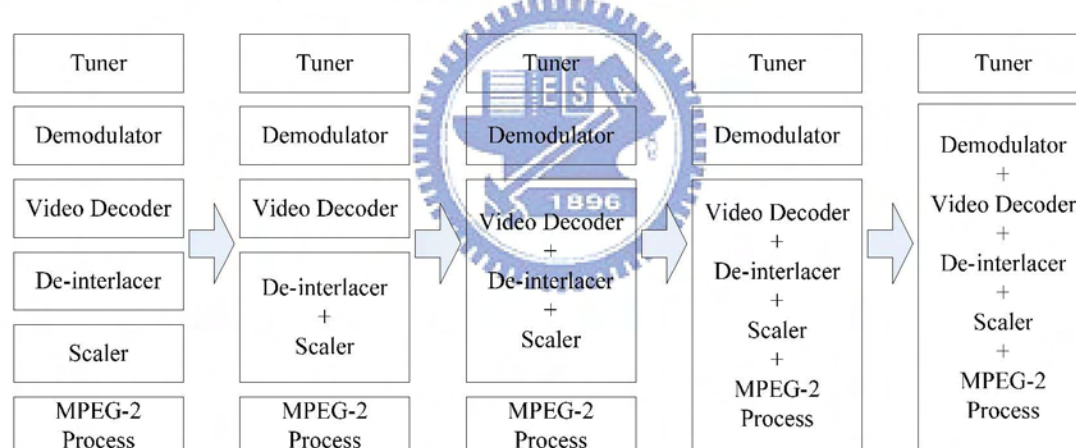 Tuner
Demodulator
Video Decoder
De-interlacer
Scaler
MPEG-2
Process
Tuner
Demodulator
Video Decoder
De-interlacer
+
Scaler
MPEG-2
Process
Tuner
Demodulator
Video Decoder
+
De-interlacer
+
Scaler
MPEG-2
Process
ESA
1896
Tuner
Demodulator
Video Decoder
+
De-interlacer
+
Scaler
+
MPEG-2
Process
Tuner
Demodulator
+
Video Decoder
+
De-interlacer
+
Scaler
+
MPEG-2
Process